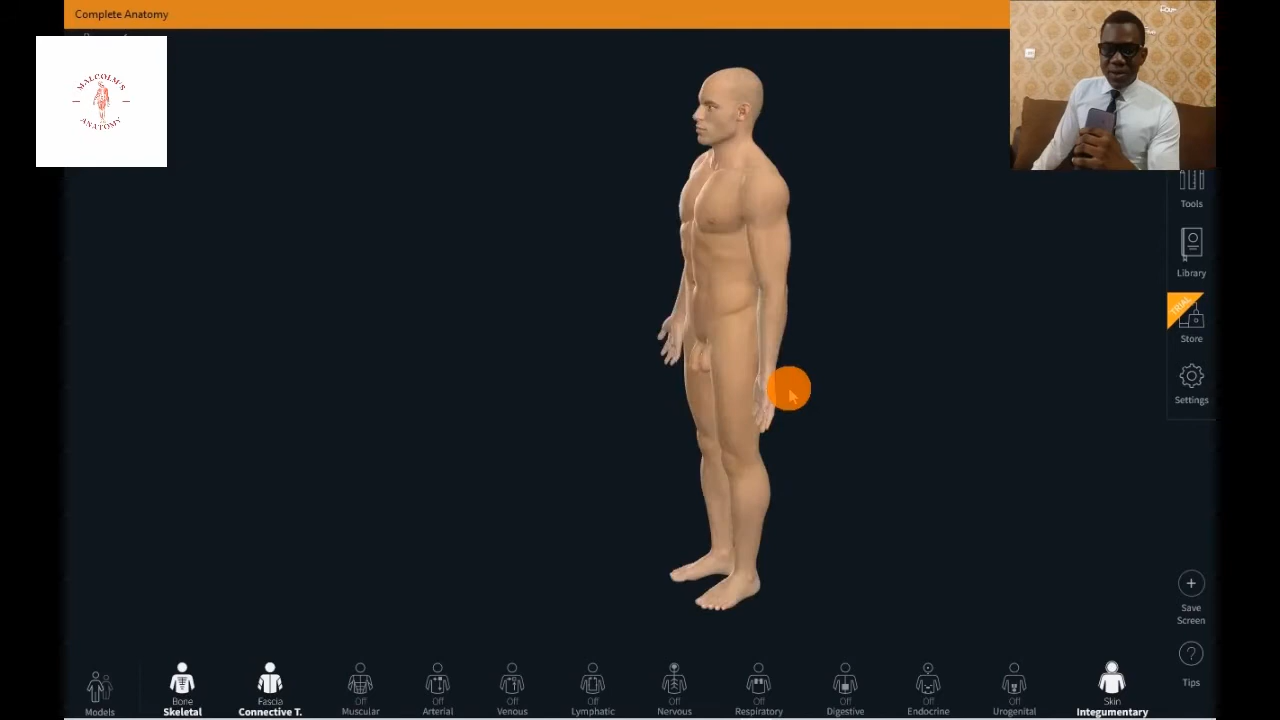 Complete Anatomy
MALCOLM'S
ANATOMY
Tools
Library
TRIAL
Store
Settings
+
Save
Screen
?
Tips
Models
Bone
Skeletal
Fascia
Connective T.
Off
Muscular
Off
Arterial
Off
Venous
Off
Lymphatic
Off
Nervous
Off
Respiratory
Off
Digestive
Off
Endocrine
Off
Urogenital
Skin
Integumentary